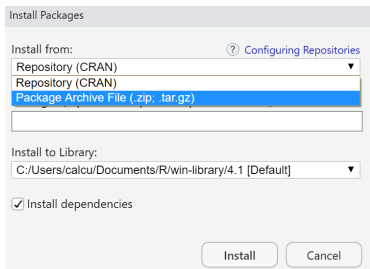 Install Packages
Install from:
? Configuring Repositories
Repository (CRAN)
Repository (CRAN)
Package Archive File (.zip; .tar.gz)
Install to Library:
C:/Users/calcu/Documents/R/win-library/4.1 [Default]
Install dependencies
Install
Cancel